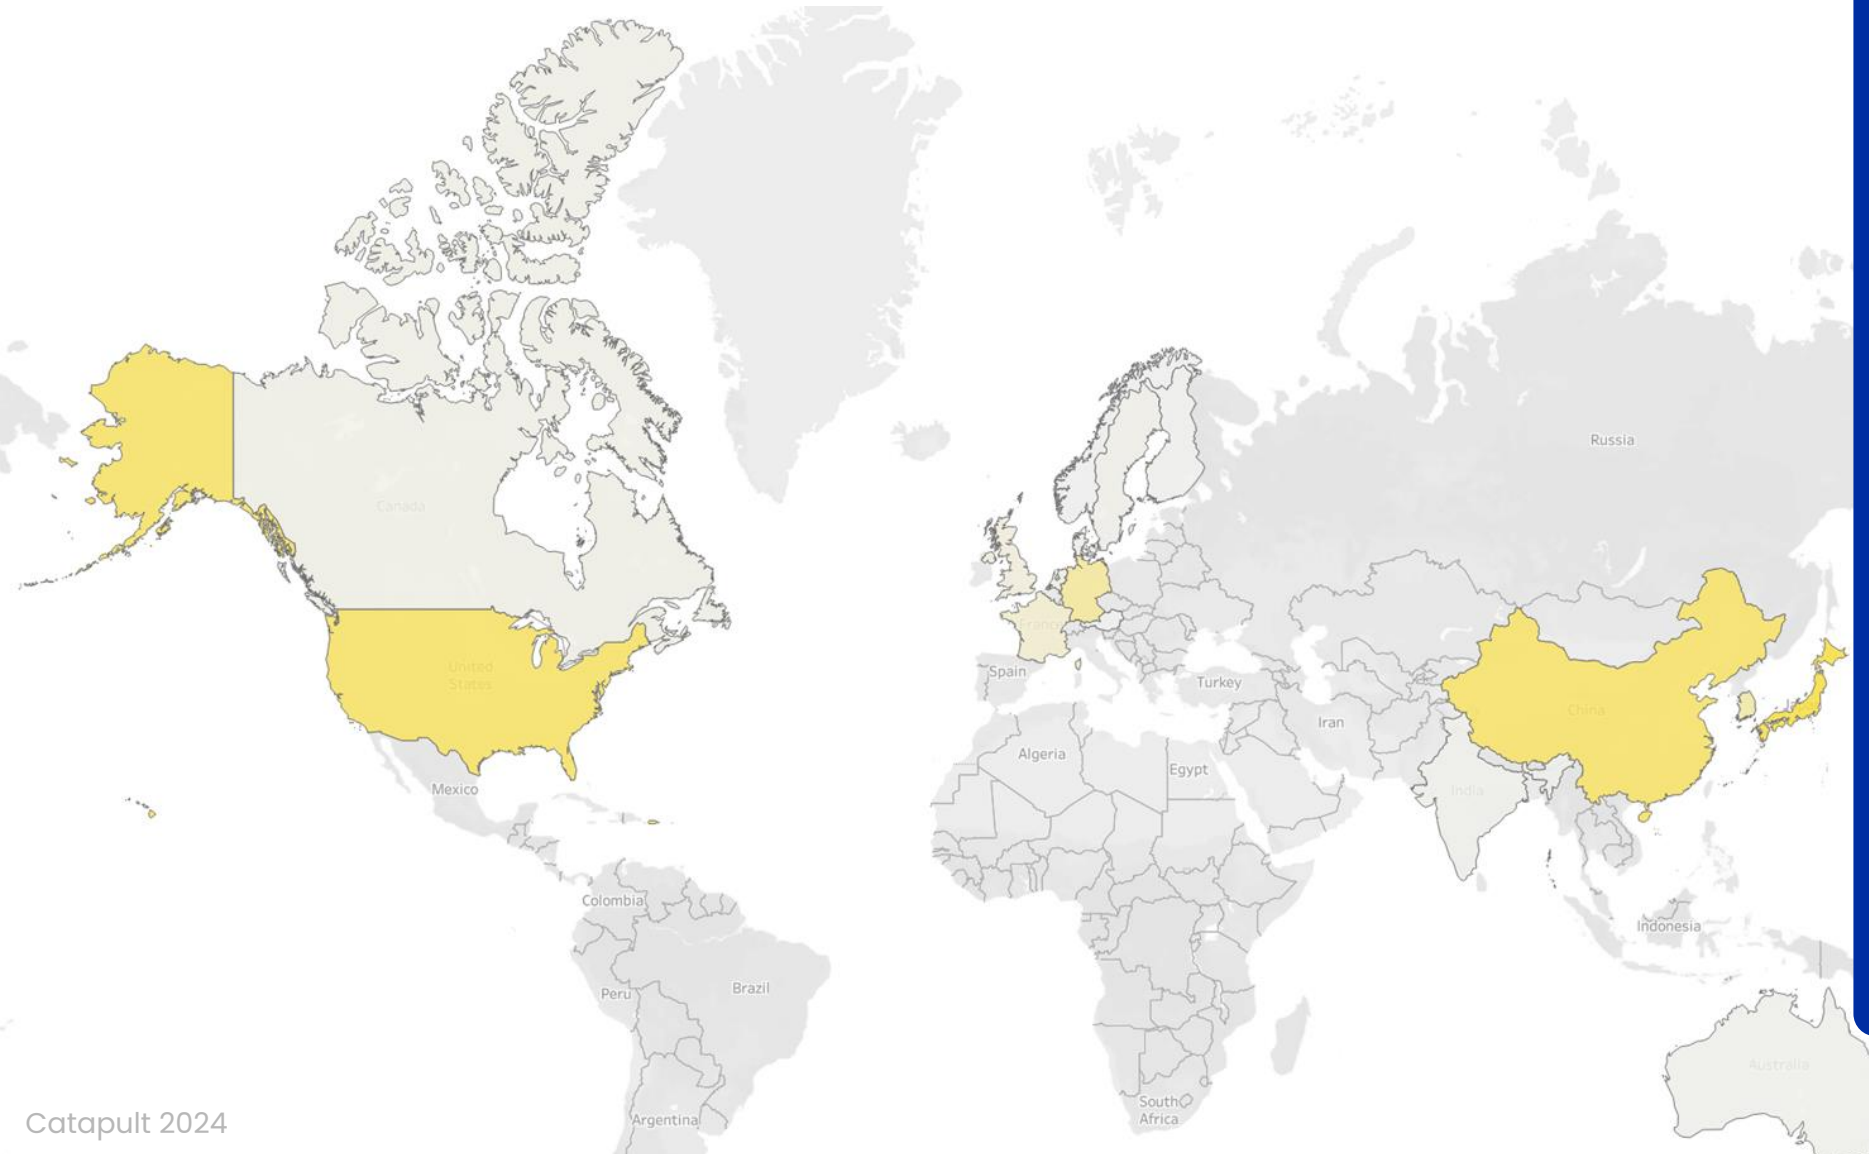 Russia
Canada
France
United
States
Spain
Turkey
China
Iran
Algeria
Egypt
Mexico
India
Colombia
Indonesia
Peru
Brazil
Australia
South
Africa
Argentina
Catapult 2024